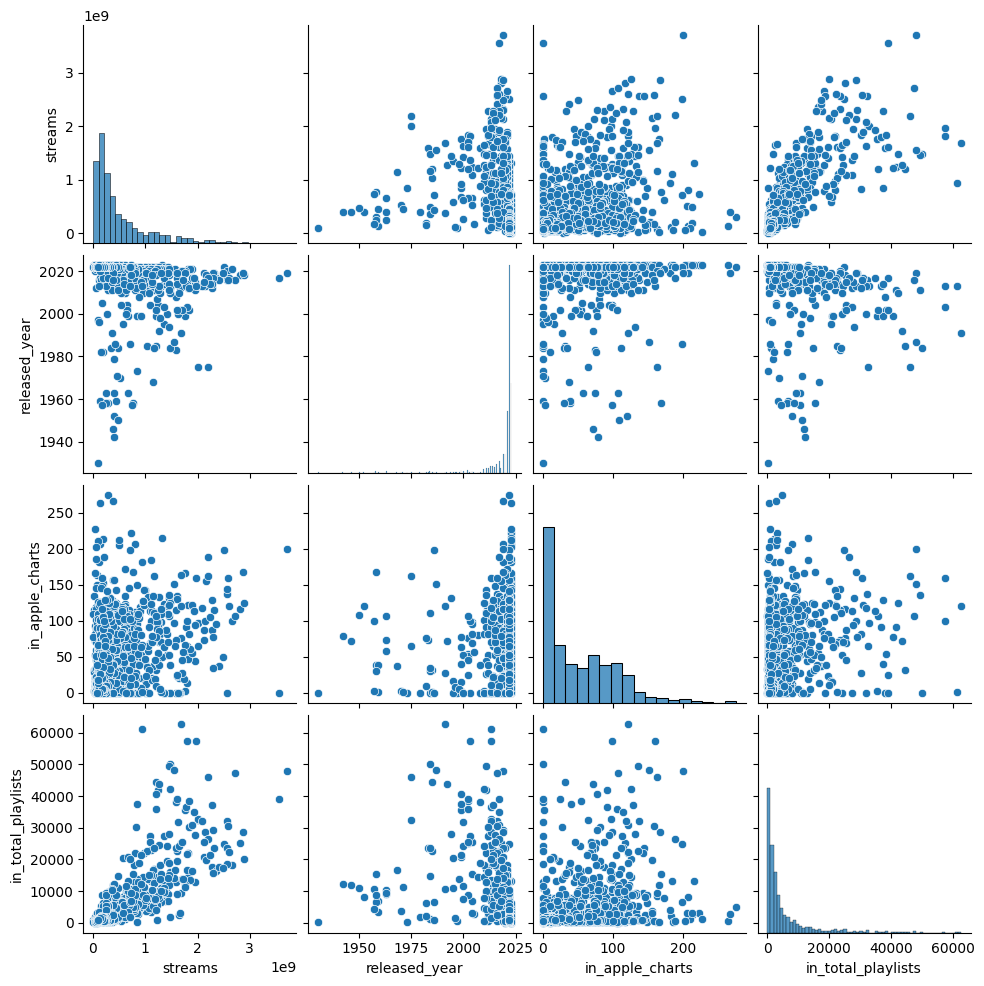 1e9
streams
3
2
1
0
released_year
2020
2000
1980
1960
1940
in_apple_charts
250
200
150
100
50
0
in_total_playlists
60000
50000
40000
30000
20000
10000
0
0 1 2 3
1950 1975 2000 2025
0 100 200
0 20000 40000 60000
streams 1e9 released_year in_apple_charts in_total_playlists